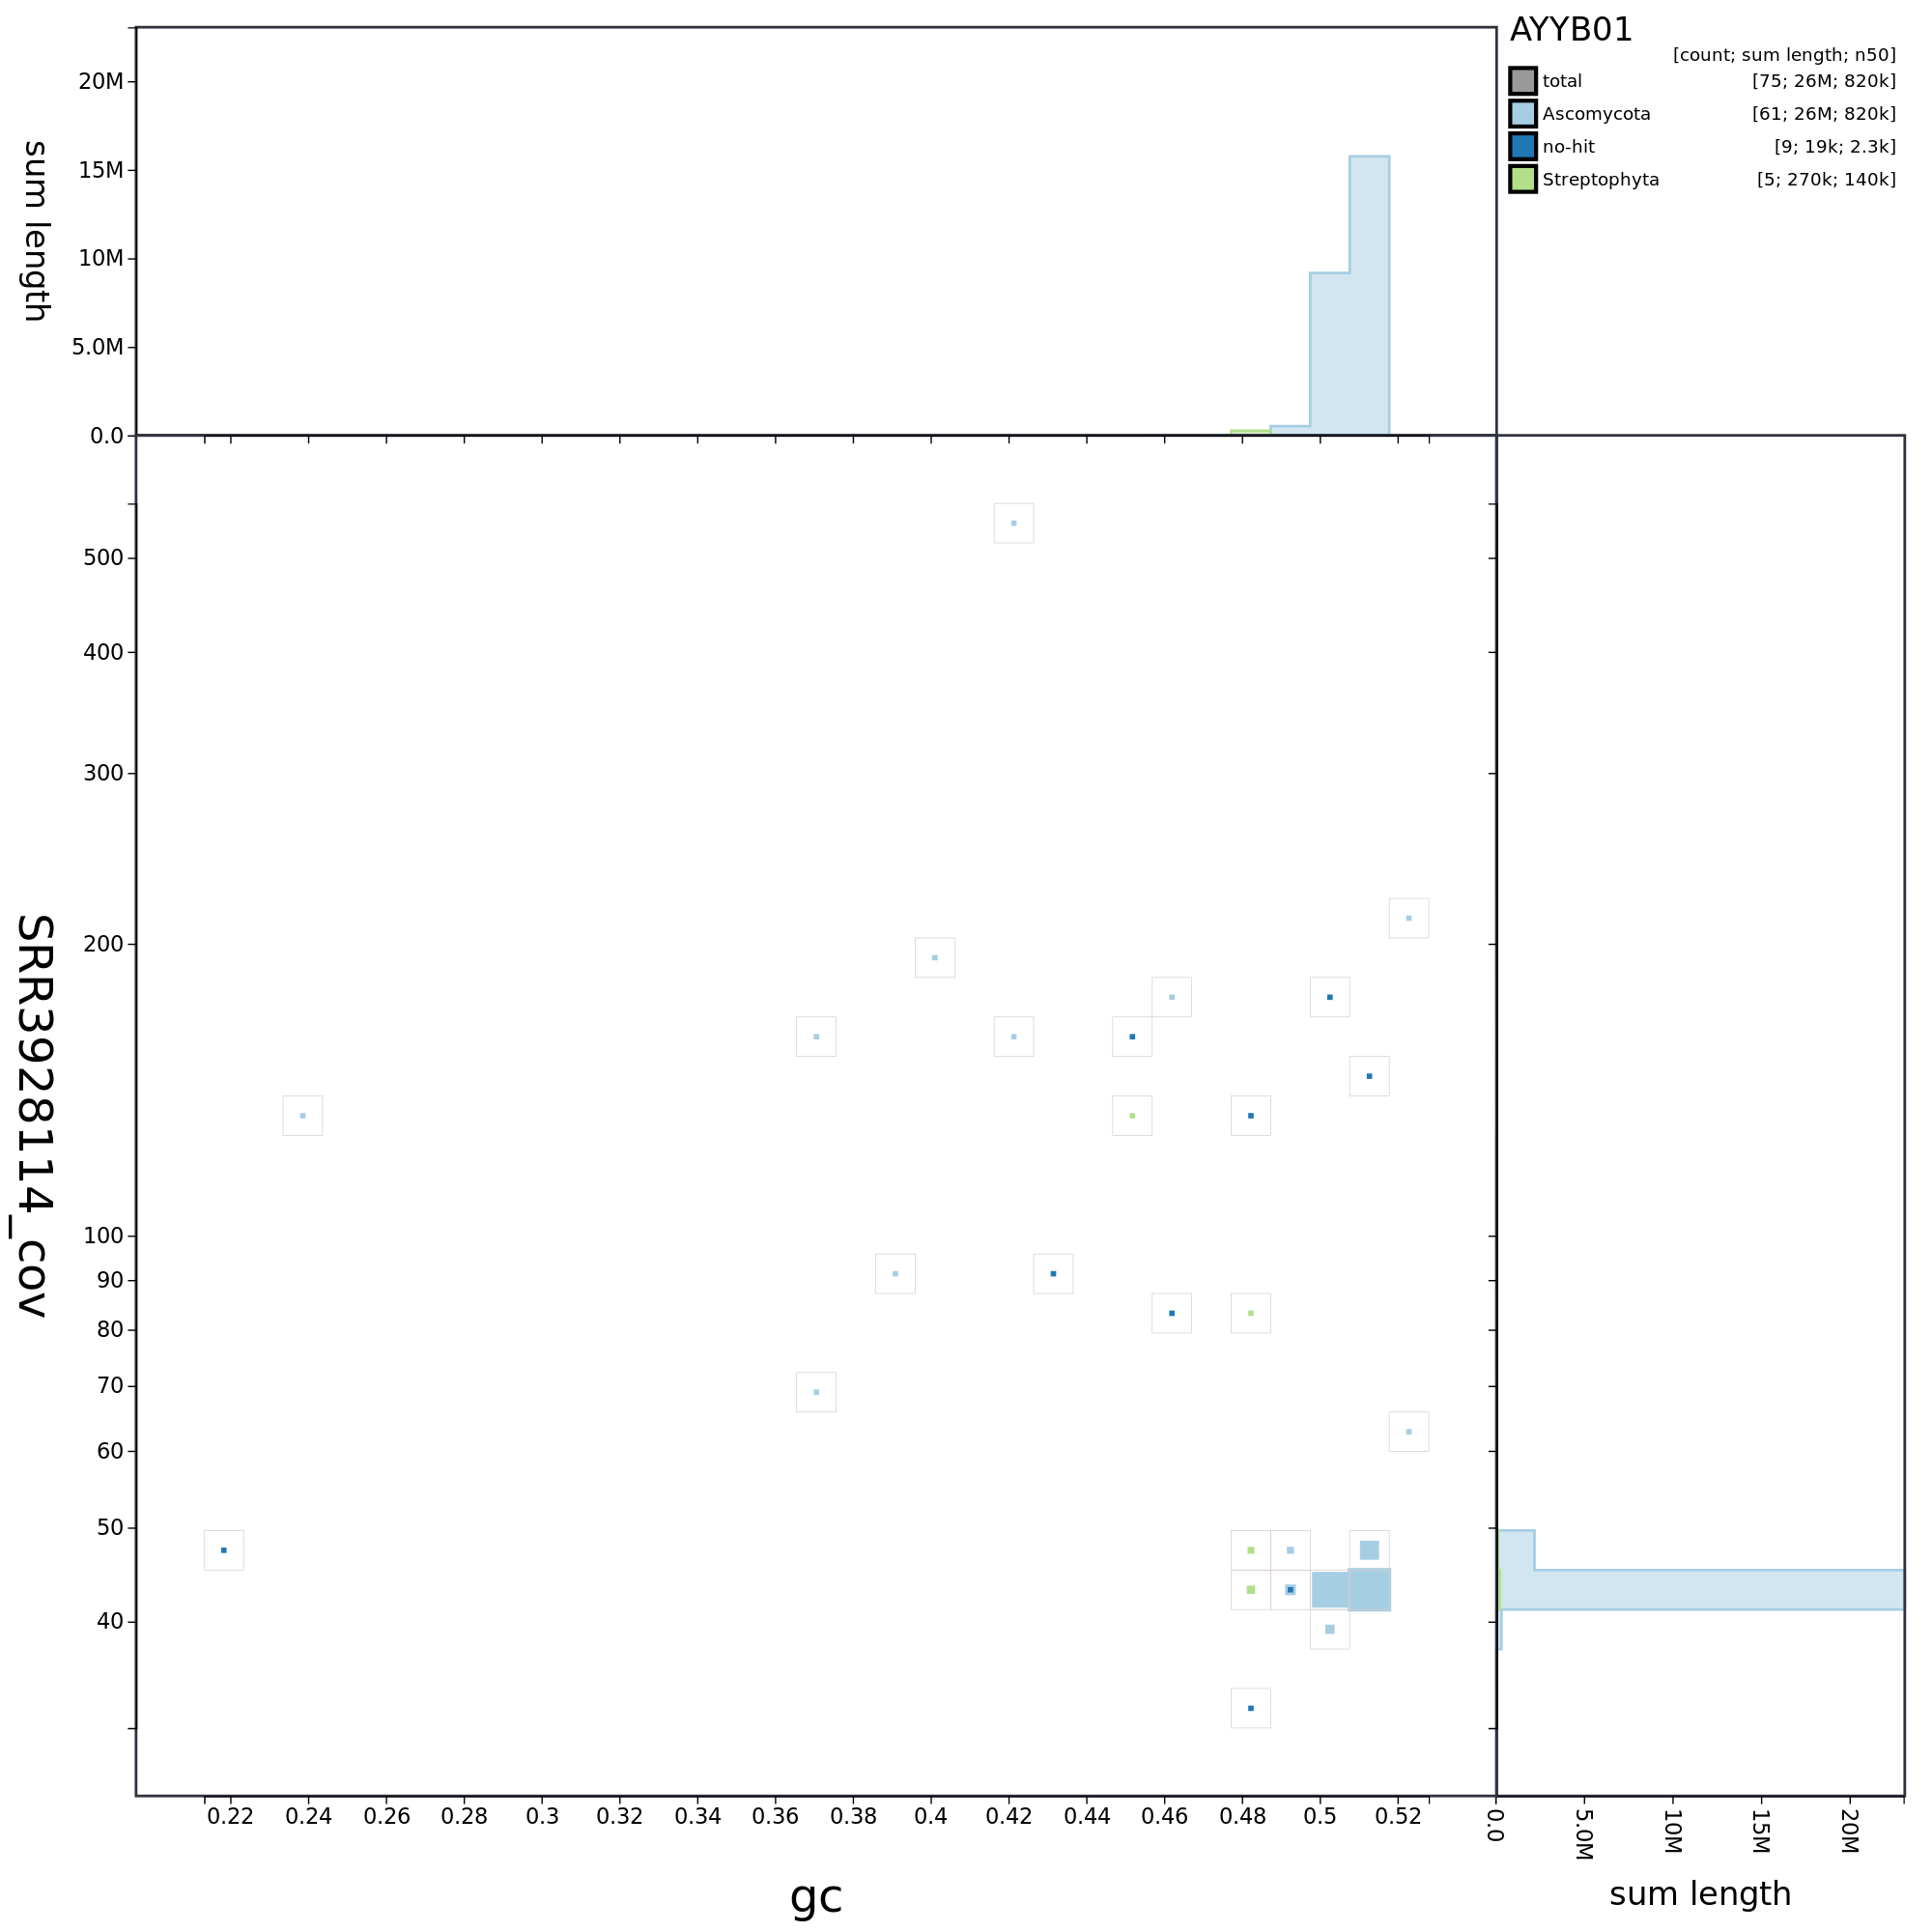 AYYB01
[count; sum length; n50]
total [75; 26M; 820k]
Ascomycota [61; 26M; 820k]
no-hit [9; 19k; 2.3k]
Streptophyta [5; 270k; 140k]
sum length
20M
15M
10M
5.0M
0.0
SRR3928114_cov
500
400
300
200
100
90
80
70
60
50
40
0.22 0.24 0.26 0.28 0.3 0.32 0.34 0.36 0.38 0.4 0.42 0.44 0.46 0.48 0.5 0.52
gc
0.0 5.0M 10M 15M 20M
sum length